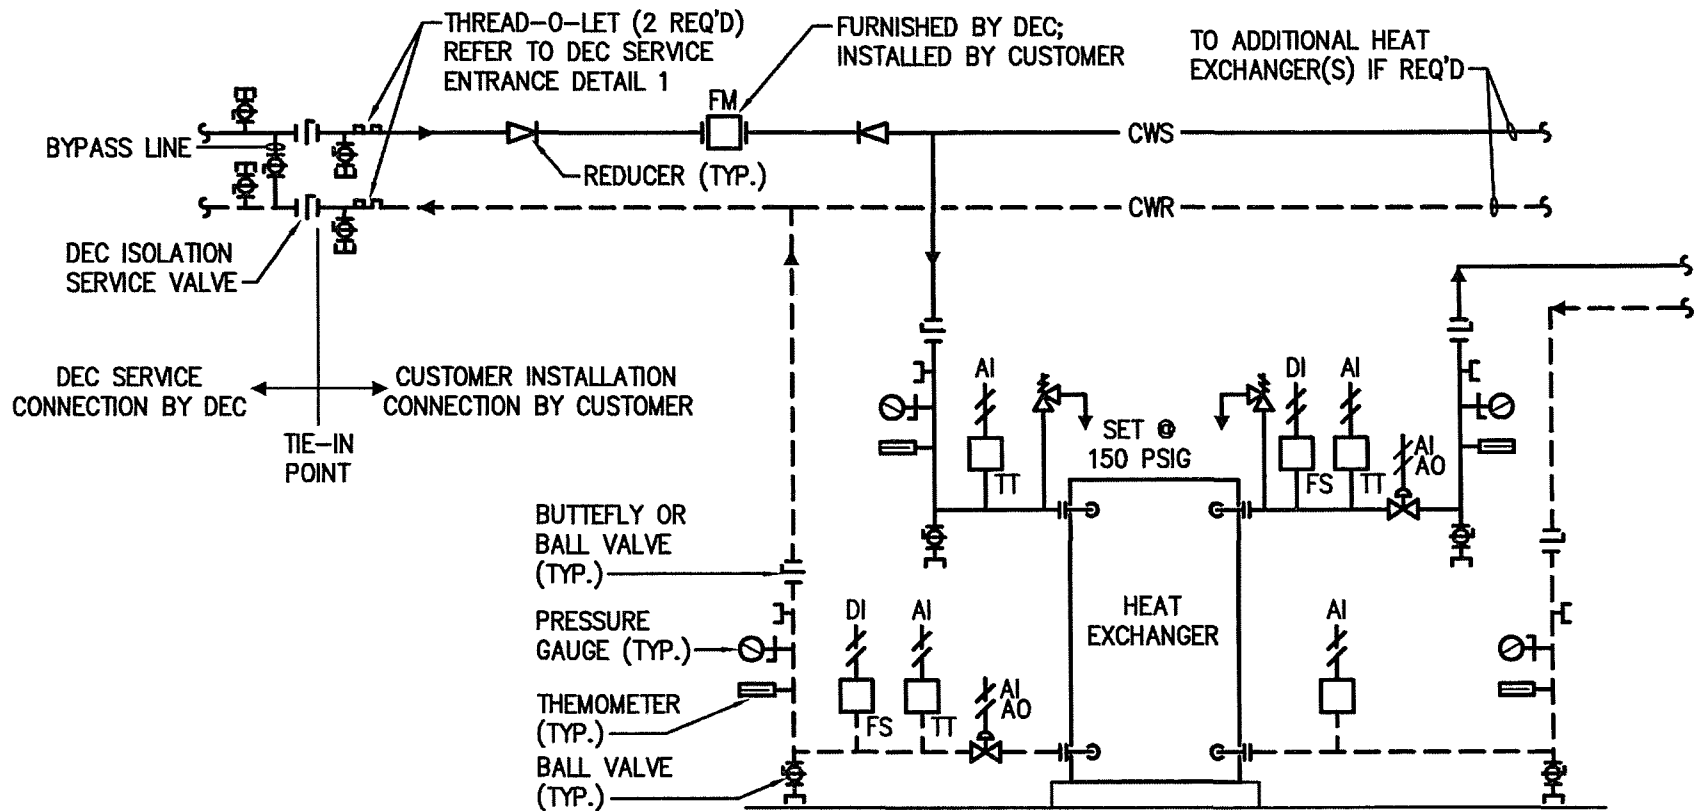 THREAD-O-LET (2 REQ'D)
REFER TO DEC SERVICE
ENTRANCE DETAIL 1
FURNISHED BY DEC;
INSTALLED BY CUSTOMER
TO ADDITIONAL HEAT
EXCHANGER(S) IF REQ'D
FM
BYPASS LINE
CWS
REDUCER (TYP.)
CWR
DEC ISOLATION
SERVICE VALVE
DEC SERVICE
CONNECTION BY DEC
CUSTOMER INSTALLATION
CONNECTION BY CUSTOMER
TIE-IN
POINT
AI
TT
SET @
150 PSIG
DI
FS
AI
TT
AI
AO
BUTTEFLY OR
BALL VALVE
(TYP.)
PRESSURE
GAUGE (TYP.)
THEMOMETER
(TYP.)
BALL VALVE
(TYP.)
DI
FS
AI
TT
AI
AO
HEAT
EXCHANGER
AI